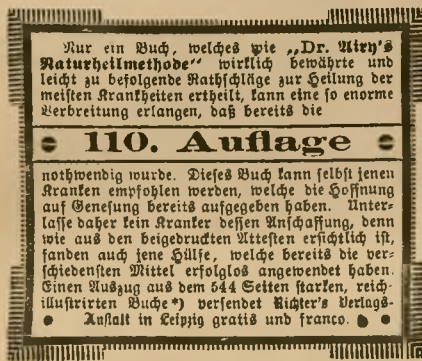 Nur ein Buch, welches wie „Dr. Airy's
Naturheilmethode" wirklich bewährte und
leicht zu befolgende Rathschläge zur Heilung der
meisten Krankheiten ertheilt, kann eine so enorme
Verbreitung erlangen, daß bereits die
110. Auflage
nothwendig wurde. Dieses Buch kann selbst jenen
Kranken empfohlen werden, welche die Hoffnung
auf Genesung bereits aufgegeben haben. Unter-
lasse daher kein Kranker dessen Anschaffung, denn
wie aus den beigedruckten Attesten ersichtlich ist,
fanden auch jene Hülfe, welche bereits die ver-
schiedensten Mittel erfolglos angewendet haben.
Einen Auszug aus dem 544 Seiten starken, reich-
illustrirten Buche*) versendet Richter's Verlags-
Anstalt in Leipzig gratis und franco.